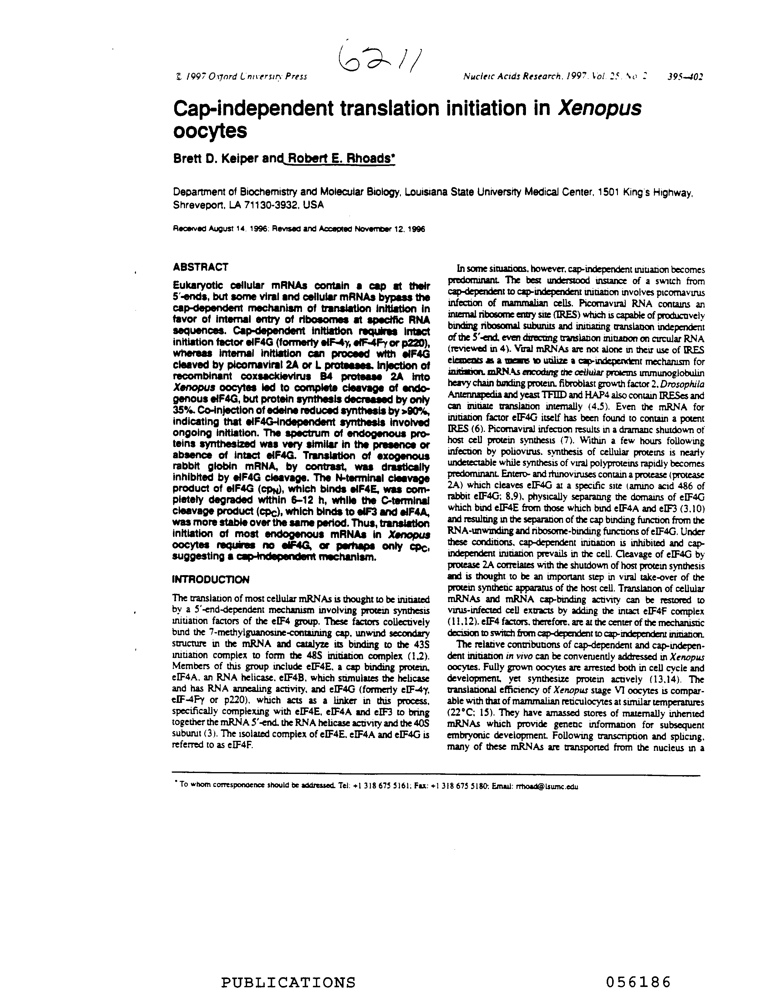 6211
© 1997 Oxford University Press
Nucleic Acids Research, 1997, Vol. 25, No. 2 395–402
Cap-independent translation initiation in Xenopus
oocytes
Brett D. Keiper and Robert E. Rhoads*
Department of Biochemistry and Molecular Biology, Louisiana State University Medical Center, 1501 King's Highway,
Shreveport, LA 71130-3932, USA
Received August 14, 1996; Revised and Accepted November 12, 1996
ABSTRACT
Eukaryotic cellular mRNAs contain a cap at their
5′-ends, but some viral and cellular mRNAs bypass the
cap-dependent mechanism of translation initiation in
favor of internal entry of ribosomes at specific RNA
sequences. Cap-dependent initiation requires intact
initiation factor eIF4G (formerly eIF-4γ, eIF-4Fγ or p220),
whereas internal initiation can proceed with eIF4G
cleaved by picornaviral 2A or L proteases. Injection of
recombinant coxsackievirus B4 protease 2A into
Xenopus oocytes led to complete cleavage of endo-
genous eIF4G, but protein synthesis decreased by only
35%. Co-injection of edeine reduced synthesis by >90%,
indicating that eIF4G-independent synthesis involved
ongoing initiation. The spectrum of endogenous pro-
teins synthesized was very similar in the presence or
absence of intact eIF4G. Translation of exogenous
rabbit globin mRNA, by contrast, was drastically
inhibited by eIF4G cleavage. The N-terminal cleavage
product of eIF4G (cpN), which binds eIF4E, was com-
pletely degraded within 6–12 h, while the C-terminal
cleavage product (cpC), which binds to eIF3 and eIF4A,
was more stable over the same period. Thus, translation
initiation of most endogenous mRNAs in Xenopus
oocytes requires no eIF4G, or perhaps only cpC,
suggesting a cap-independent mechanism.
INTRODUCTION
The translation of most cellular mRNAs is thought to be initiated
by a 5′-end-dependent mechanism involving protein synthesis
initiation factors of the eIF4 group. These factors collectively
bind the 7-methylguanosine-containing cap, unwind secondary
structure in the mRNA and catalyze its binding to the 43S
initiation complex to form the 48S initiation complex (1,2).
Members of this group include eIF4E, a cap binding protein,
eIF4A, an RNA helicase, eIF4B, which stimulates the helicase
and has RNA annealing activity, and eIF4G (formerly eIF-4γ,
eIF-4Fγ or p220), which acts as a linker in this process,
specifically complexing with eIF4E, eIF4A and eIF3 to bring
together the mRNA 5′-end, the RNA helicase activity and the 40S
subunit (3). The isolated complex of eIF4E, eIF4A and eIF4G is
referred to as eIF4F.
In some situations, however, cap-independent initiation becomes
predominant. The best understood instance of a switch from
cap-dependent to cap-independent initiation involves picornavirus
infection of mammalian cells. Picornaviral RNA contains an
internal ribosome entry site (IRES) which is capable of productively
binding ribosomal subunits and initiating translation independent
of the 5′-end, even directing translation initiation on circular RNA
(reviewed in 4). Viral mRNAs are not alone in their use of IRES
elements as a means to utilize a cap-independent mechanism for
initiation. mRNAs encoding the cellular proteins immunoglobulin
heavy chain binding protein, fibroblast growth factor 2, Drosophila
Antennapedia and yeast TFIID and HAP4 also contain IRESes and
can initiate translation internally (4,5). Even the mRNA for
initiation factor eIF4G itself has been found to contain a potent
IRES (6). Picornaviral infection results in a dramatic shutdown of
host cell protein synthesis (7). Within a few hours following
infection by poliovirus, synthesis of cellular proteins is nearly
undetectable while synthesis of viral polyproteins rapidly becomes
predominant. Entero- and rhinoviruses contain a protease (protease
2A) which cleaves eIF4G at a specific site (amino acid 486 of
rabbit eIF4G; 8,9), physically separating the domains of eIF4G
which bind eIF4E from those which bind eIF4A and eIF3 (3,10)
and resulting in the separation of the cap binding function from the
RNA-unwinding and ribosome-binding functions of eIF4G. Under
these conditions, cap-dependent initiation is inhibited and cap-
independent initiation prevails in the cell. Cleavage of eIF4G by
protease 2A correlates with the shutdown of host protein synthesis
and is thought to be an important step in viral take-over of the
protein synthetic apparatus of the host cell. Translation of cellular
mRNAs and mRNA cap-binding activity can be restored to
virus-infected cell extracts by adding the intact eIF4F complex
(11,12). eIF4 factors, therefore, are at the center of the mechanistic
decision to switch from cap-dependent to cap-independent initiation.
The relative contributions of cap-dependent and cap-indepen-
dent initiation in vivo can be conveniently addressed in Xenopus
oocytes. Fully grown oocytes are arrested both in cell cycle and
development, yet synthesize protein actively (13,14). The
translational efficiency of Xenopus stage VI oocytes is compar-
able with that of mammalian reticulocytes at similar temperatures
(22°C; 15). They have amassed stores of maternally inherited
mRNAs which provide genetic information for subsequent
embryonic development. Following transcription and splicing,
many of these mRNAs are transported from the nucleus in a
*To whom correspondence should be addressed. Tel: +1 318 675 5161; Fax: +1 318 675 5180; Email: rrhoad@lsumc.edu
PUBLICATIONS 056186